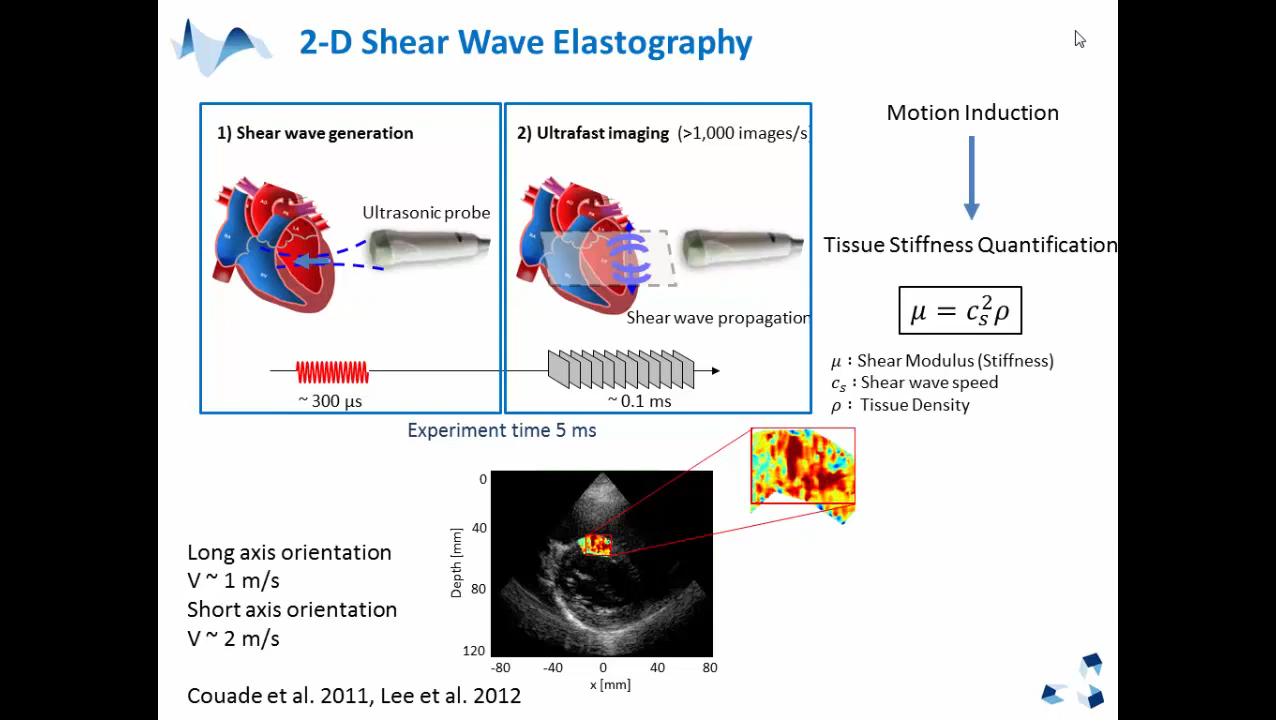 2-D Shear Wave Elastography
1) Shear wave generation
Ultrasonic probe
~ 300 µs
2) Ultrafast imaging (>1,000 images/s)
Shear wave propagation
~ 0.1 ms
Experiment time 5 ms
Motion Induction
Tissue Stiffness Quantification
μ = c_s^2 ρ
μ : Shear Modulus (Stiffness)
c_s : Shear wave speed
ρ : Tissue Density
Long axis orientation
V ~ 1 m/s
Short axis orientation
V ~ 2 m/s
Depth [mm]
0
40
80
120
-80 -40 0 40 80
x [mm]
Couade et al. 2011, Lee et al. 2012